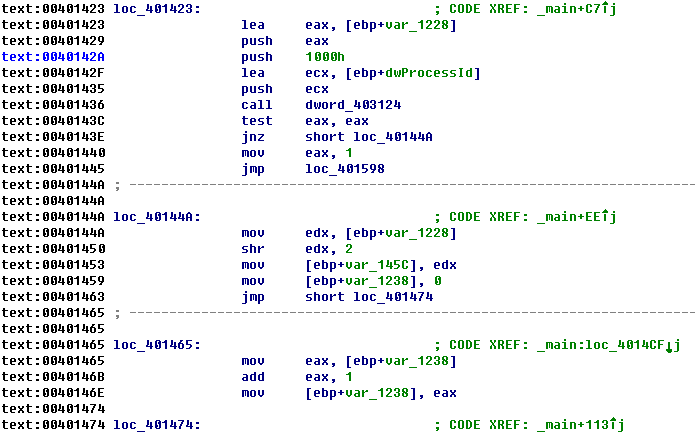 text:00401423 loc_401423: ; CODE XREF: _main+C7↑j
text:00401423 lea eax, [ebp+var_1228]
text:00401429 push eax
text:0040142A push 1000h
text:0040142F lea ecx, [ebp+dwProcessId]
text:00401435 push ecx
text:00401436 call dword_403124
text:0040143C test eax, eax
text:0040143E jnz short loc_40144A
text:00401440 mov eax, 1
text:00401445 jmp loc_401598
text:0040144A ; ---------------------------------------------------------------------------
text:0040144A
text:0040144A loc_40144A: ; CODE XREF: _main+EE↑j
text:0040144A mov edx, [ebp+var_1228]
text:00401450 shr edx, 2
text:00401453 mov [ebp+var_145C], edx
text:00401459 mov [ebp+var_1238], 0
text:00401463 jmp short loc_401474
text:00401465 ; ---------------------------------------------------------------------------
text:00401465
text:00401465 loc_401465: ; CODE XREF: _main:loc_4014CF↓j
text:00401465 mov eax, [ebp+var_1238]
text:0040146B add eax, 1
text:0040146E mov [ebp+var_1238], eax
text:00401474
text:00401474 loc_401474: ; CODE XREF: _main+113↑j